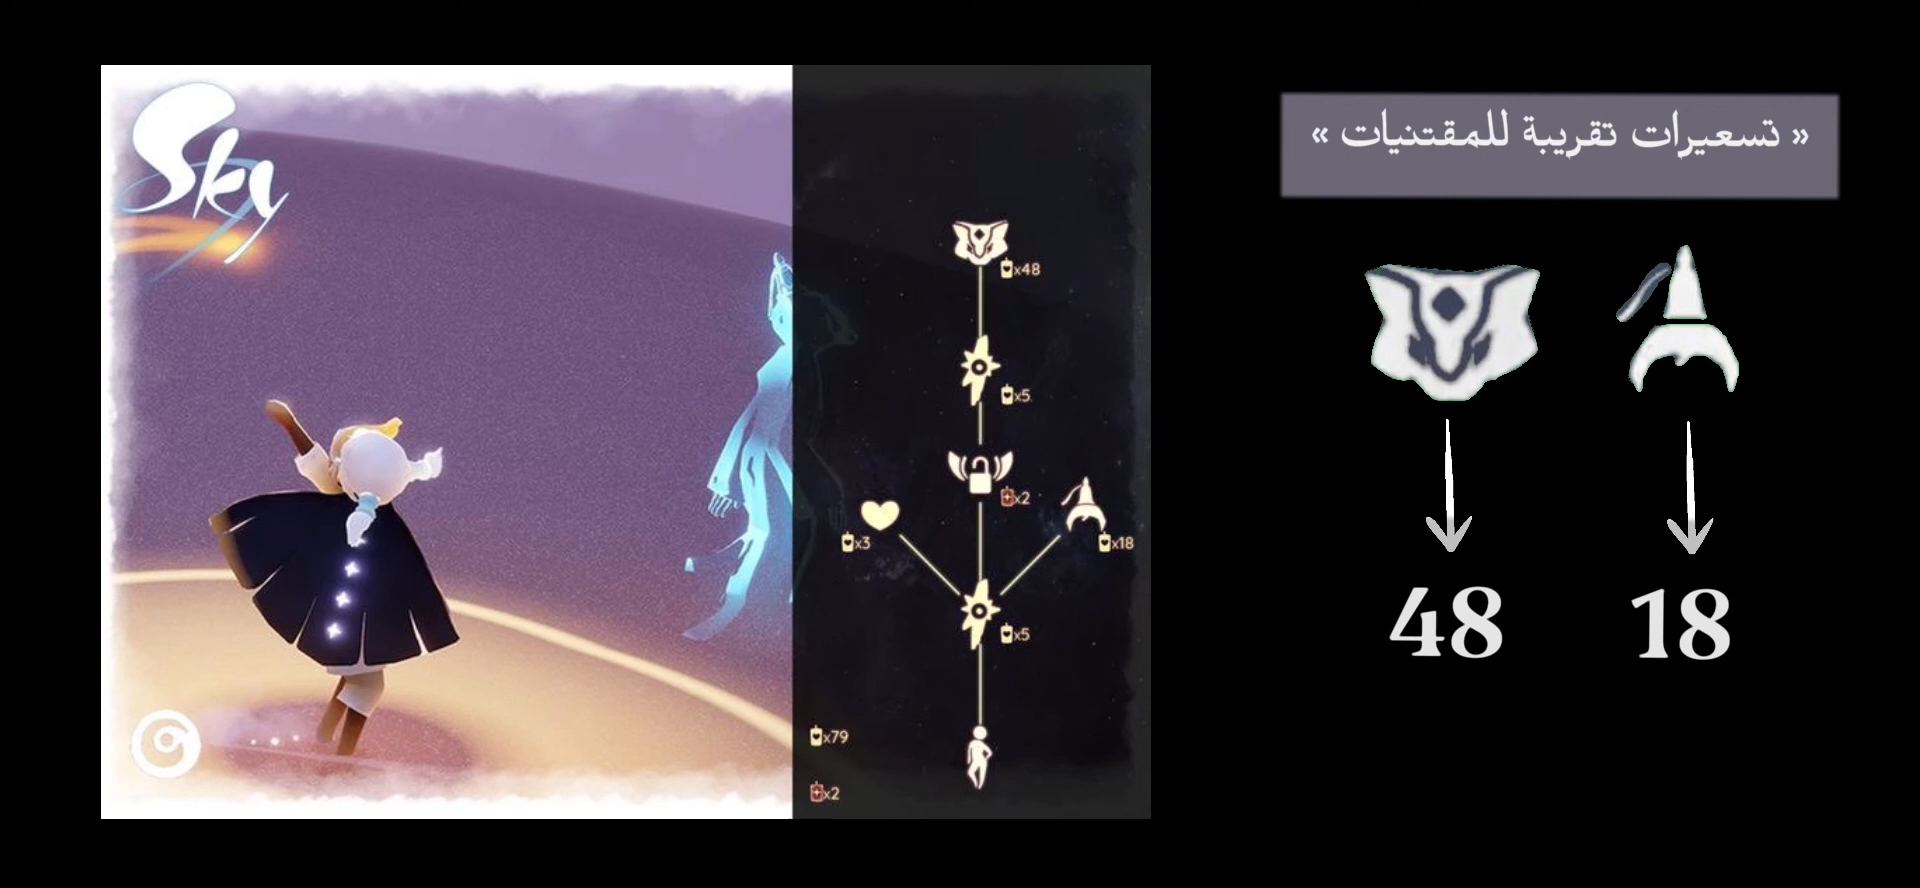 Sky
x48
x5
x2
x3
x18
x5
x79
x2
« تسعيرات تقريبة للمقتنيات »
48 18